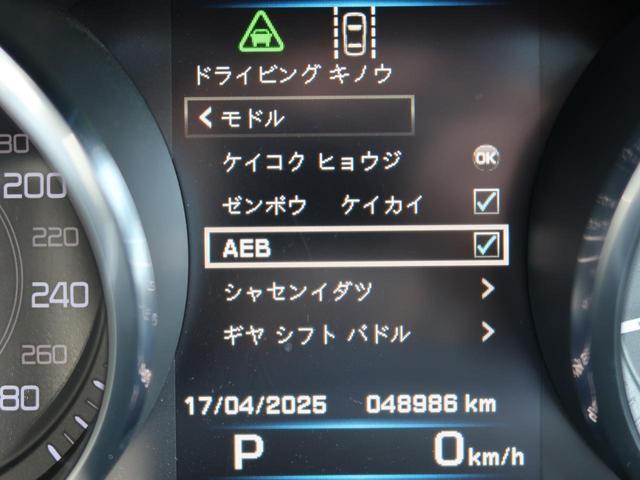 ドライビング キノウ
モドル
ケイコク ヒョウジ OK
ゼンポウ ケイカイ
AEB
シャセンイダツ
ギヤ シフト パドル
17/04/2025 048986 km
P 0 km/h
200
220
240
260
80